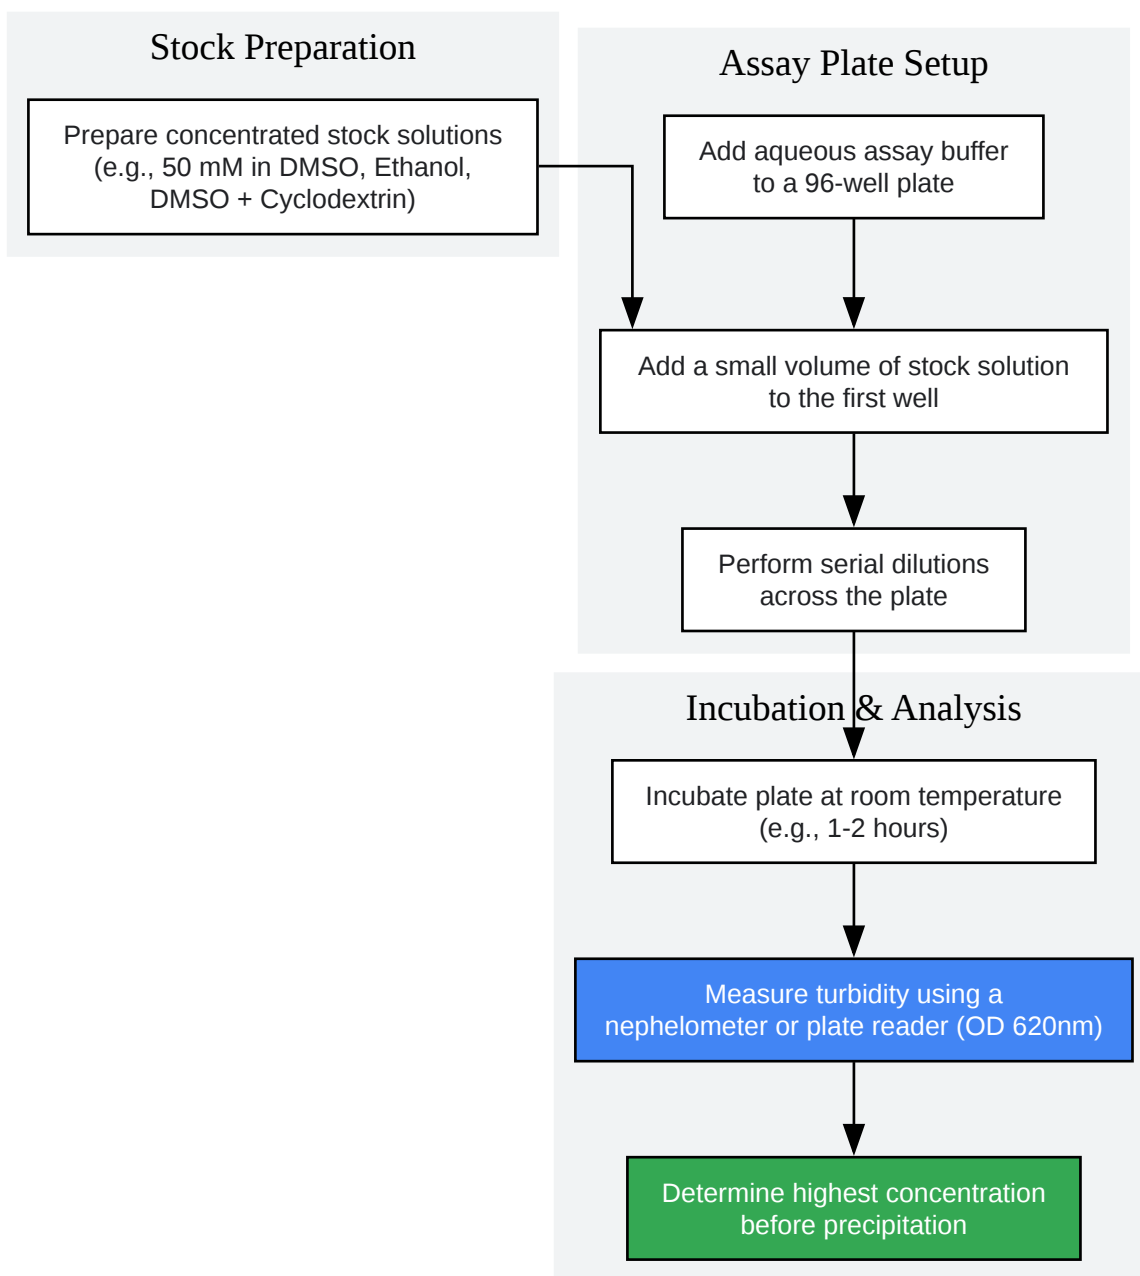 Stock Preparation
Prepare concentrated stock solutions
(e.g., 50 mM in DMSO, Ethanol,
DMSO + Cyclodextrin)
Assay Plate Setup
Add aqueous assay buffer
to a 96-well plate
Add a small volume of stock solution
to the first well
Perform serial dilutions
across the plate
Incubation & Analysis
Incubate plate at room temperature
(e.g., 1-2 hours)
Measure turbidity using a
nephelometer or plate reader (OD 620nm)
Determine highest concentration
before precipitation